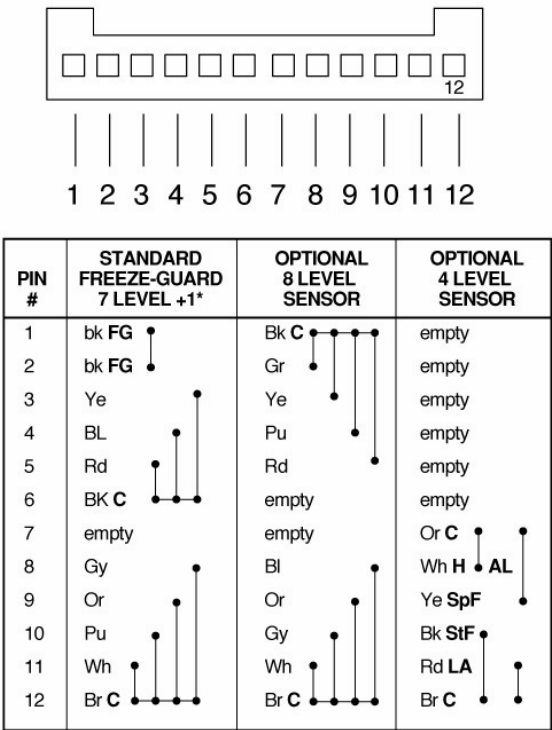 12
1 2 3 4 5 6 7 8 9 10 11 12
PIN # STANDARD FREEZE-GUARD 7 LEVEL +1* OPTIONAL 8 LEVEL SENSOR OPTIONAL 4 LEVEL SENSOR
1 bk FG Bk C empty
2 bk FG Gr empty
3 Ye Ye empty
4 BL Pu empty
5 Rd Rd empty
6 BK C empty empty
7 empty empty Or C
8 Gy Bl Wh H AL
9 Or Or Ye SpF
10 Pu Gy Bk StF
11 Wh Wh Rd LA
12 Br C Br C Br C